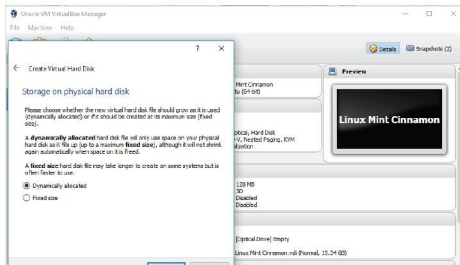 Oracle VM VirtualBox Manager
File Machine Help
Details
Snapshots (2)
Create Virtual Hard Disk
Storage on physical hard disk
Please choose whether the new virtual hard disk file should grow as it is used
(dynamically allocated) or if it should be created at its maximum size (fixed
size).
A dynamically allocated hard disk file will only use space on your physical
hard disk as it fills up (up to a maximum fixed size), although it will not shrink
again automatically when space on it is freed.
A fixed size hard disk file may take longer to create on some systems but is
often faster to use.
Dynamically allocated
Fixed size
Mint Cinnamon
(64-bit)
Preview
Linux Mint Cinnamon
Optical, Hard Disk
Nested Paging, KVM
128 MB
Disabled
Disabled
[Optical Drive] Empty
Linux Mint Cinnamon.vdi (Normal, 15.34 GB)